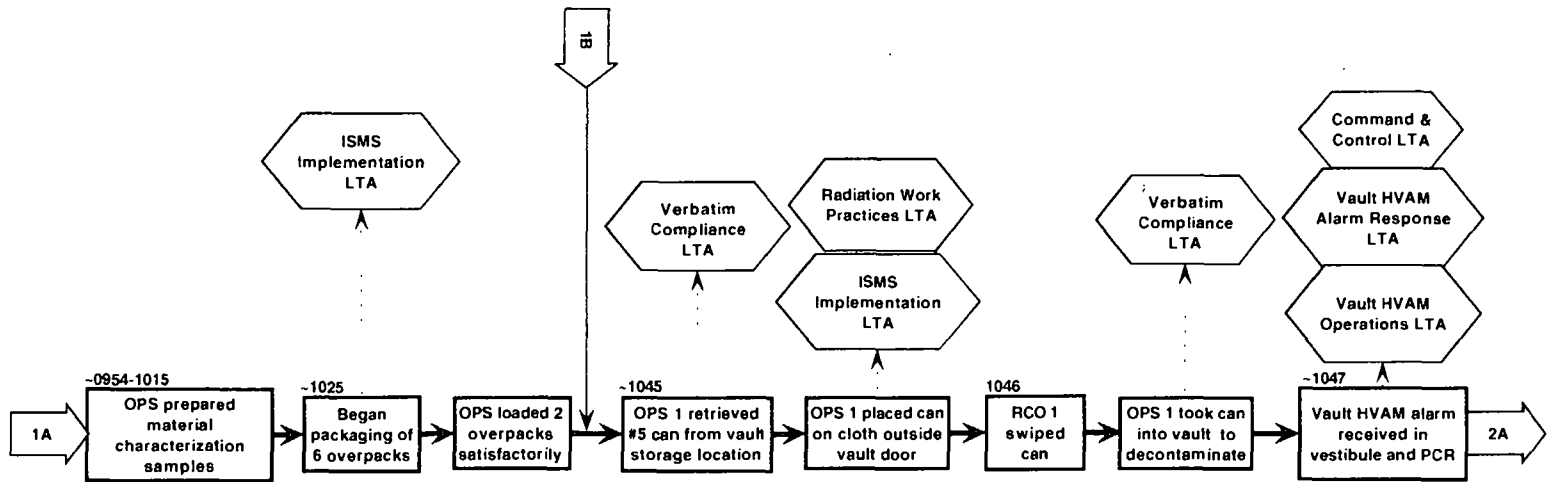 1B
ISMS
Implementation
LTA
Verbatim
Compliance
LTA
Radiation Work
Practices LTA
ISMS
Implementation
LTA
Verbatim
Compliance
LTA
Command &
Control LTA
Vault HVAM
Alarm Response
LTA
Vault HVAM
Operations LTA
1A
~0954-1015
OPS prepared
material
characterization
samples
~1025
Began
packaging of
6 overpacks
OPS loaded 2
overpacks
satisfactorily
~1045
OPS 1 retrieved
#5 can from vault
storage location
OPS 1 placed can
on cloth outside
vault door
1046
RCO 1
swiped
can
OPS 1 took can
into vault to
decontaminate
~1047
Vault HVAM alarm
received in
vestibule and PCR
2A